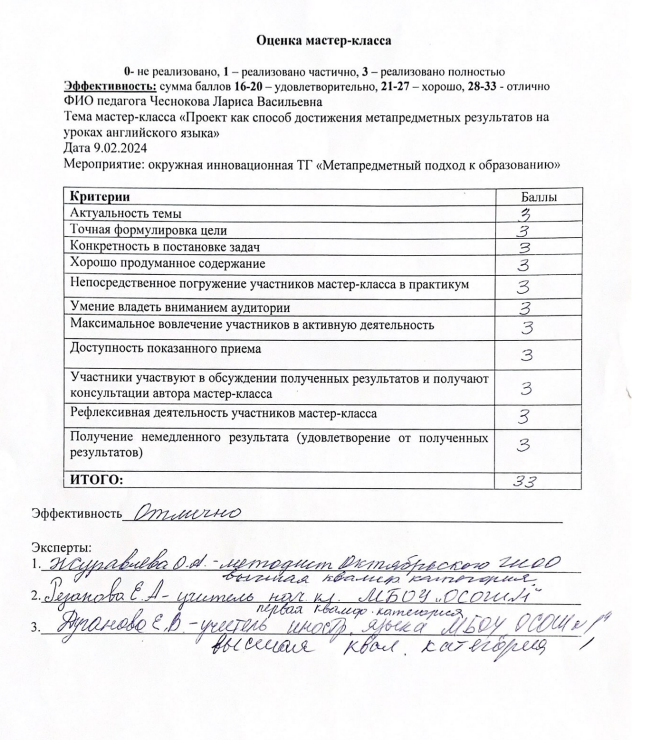 Оценка мастер-класса
0- не реализовано, 1 – реализовано частично, 3 – реализовано полностью
Эффективность: сумма баллов 16-20 – удовлетворительно, 21-27 – хорошо, 28-33 - отлично
ФИО педагога Чеснокова Лариса Васильевна
Тема мастер-класса «Проект как способ достижения метапредметных результатов на
уроках английского языка»
Дата 9.02.2024
Мероприятие: окружная инновационная ТГ «Метапредметный подход к образованию»
Критерии Баллы
Актуальность темы 3
Точная формулировка цели 3
Конкретность в постановке задач 3
Хорошо продуманное содержание 3
Непосредственное погружение участников мастер-класса в практикум 3
Умение владеть вниманием аудитории 3
Максимальное вовлечение участников в активную деятельность 3
Доступность показанного приема 3
Участники участвуют в обсуждении полученных результатов и получают
консультации автора мастер-класса 3
Рефлексивная деятельность участников мастер-класса 3
Получение немедленного результата (удовлетворение от полученных
результатов) 3
ИТОГО: 33
Эффективность Отлично
Эксперты:
1. Журавлева О.А. - методист Октябрьского
высшая квалиф категория
2. Е.А - учитель нач кл. МБОУ „ОСОШ№1"
первая квалиф. категория
3. Е.В. - учитель иностр. языка МБОУ ОСОШ№1"
высшая квал. категория